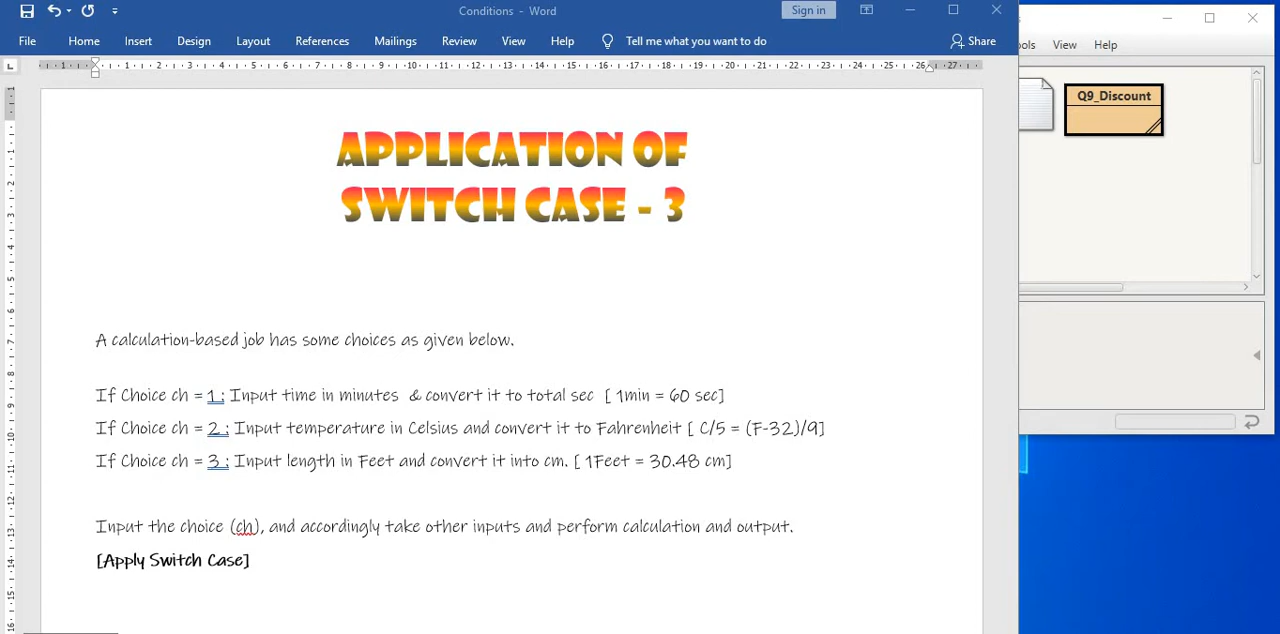 Conditions - Word
Sign in
File Home Insert Design Layout References Mailings Review View Help Tell me what you want to do Share
View Help
Q9_Discount
APPLICATION OF
SWITCH CASE - 3
A calculation-based job has some choices as given below.
If Choice ch = 1 : Input time in minutes & convert it to total sec [ 1min = 60 sec]
If Choice ch = 2 : Input temperature in Celsius and convert it to Fahrenheit [ C/5 = (F-32)/9]
If Choice ch = 3 : Input length in Feet and convert it into cm. [ 1Feet = 30.48 cm]
Input the choice (ch), and accordingly take other inputs and perform calculation and output.
[Apply Switch Case]